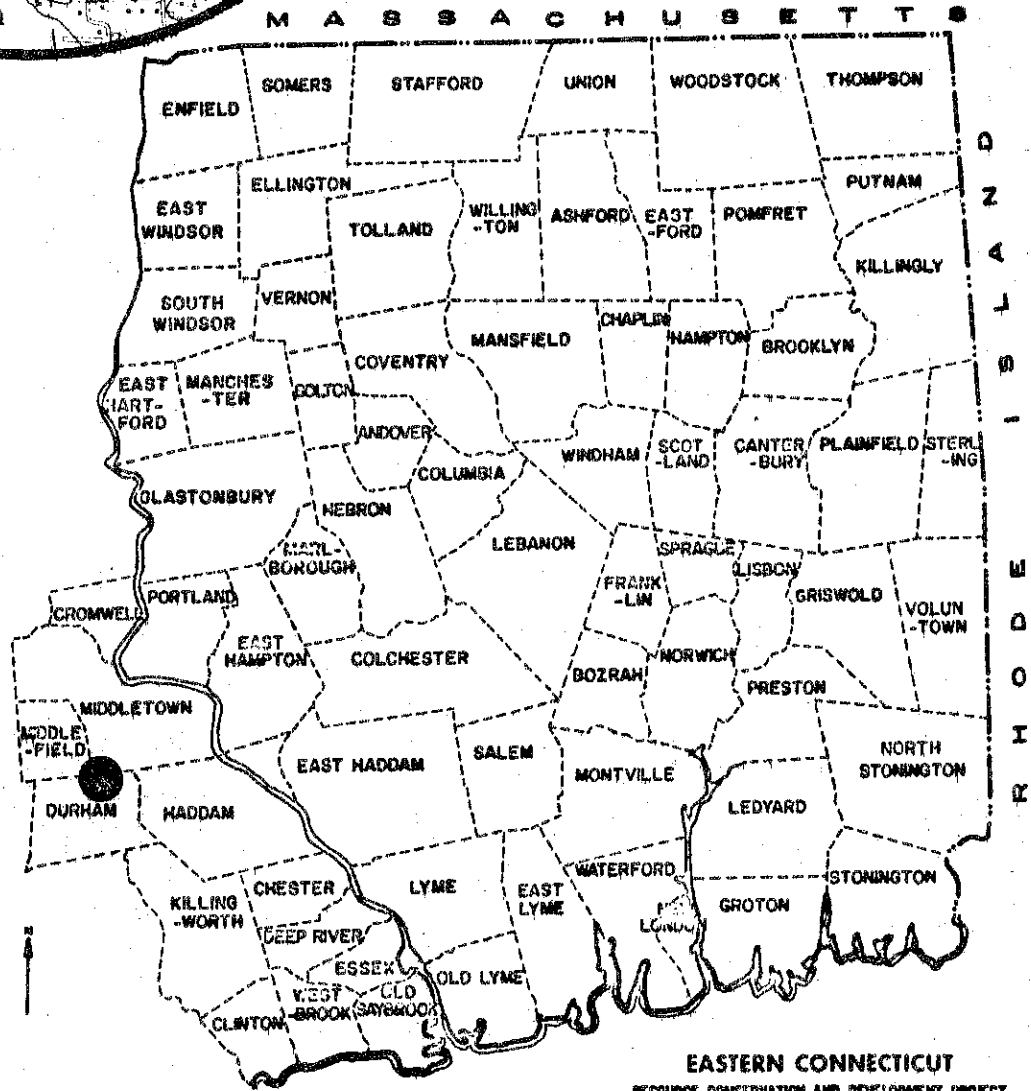 MASSACHUSETTS
SOMERS
STAFFORD
UNION
WOODSTOCK
THOMPSON
ENFIELD
ELLINGTON
PUTNAM
EAST
WINDSOR
TOLLAND
WILLING
-TON
ASHFORD
EAST
-FORD
POMFRET
KILLINGLY
SOUTH
WINDSOR
VERNON
MANSFIELD
CHAPLIN
HAMPTON
BROOKLYN
COVENTRY
EAST
HART-
FORD
MANCHES
-TER
BOLTON
ANDOVER
COLUMBIA
WINDHAM
SCOT
-LAND
CANTER
-BURY
PLAINFIELD
STERL
-ING
GLASTONBURY
HEBRON
MARL-
BOROUGH
LEBANON
SPRAGUE
LISBON
FRANK
-LIN
GRISWOLD
VOLUN
-TOWN
CROMWELL
PORTLAND
EAST
HAMPTON
COLCHESTER
BOZRAH
NORWICH
PRESTON
MIDDLETOWN
MIDDLE
-FIELD
EAST HADDAM
SALEM
MONTVILLE
NORTH
STONINGTON
DURHAM
HADDAM
LEDYARD
KILLING
-WORTH
CHESTER
LYME
EAST
LYME
WATERFORD
GROTON
STONINGTON
DEEP RIVER
ESSEX
OLD LYME
WEST
-BROOK
OLD
SAYBROOK
CLINTON
N
RHODE ISLAND
EASTERN CONNECTICUT
RESOURCE CONSERVATION AND DEVELOPMENT PROJECT